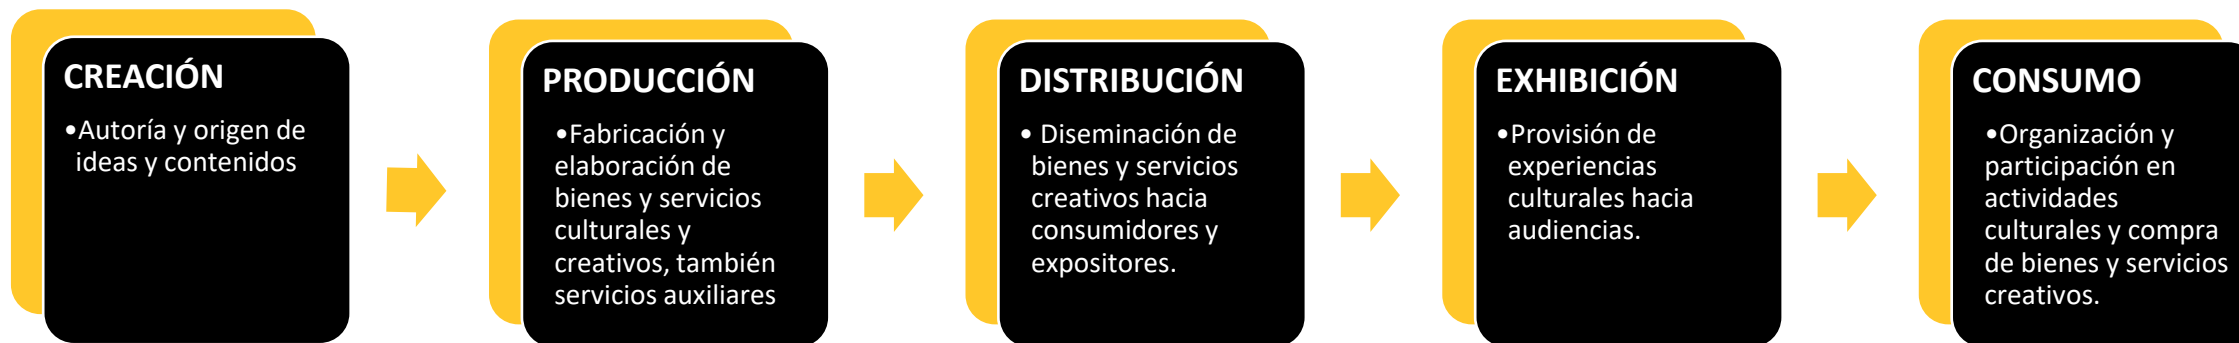 CREACIÓN
•Autoría y origen de
ideas y contenidos
PRODUCCIÓN
•Fabricación y
elaboración de
bienes y servicios
culturales y
creativos, también
servicios auxiliares
DISTRIBUCIÓN
• Diseminación de
bienes y servicios
creativos hacia
consumidores y
expositores.
EXHIBICIÓN
•Provisión de
experiencias
culturales hacia
audiencias.
CONSUMO
•Organización y
participación en
actividades
culturales y compra
de bienes y servicios
creativos.